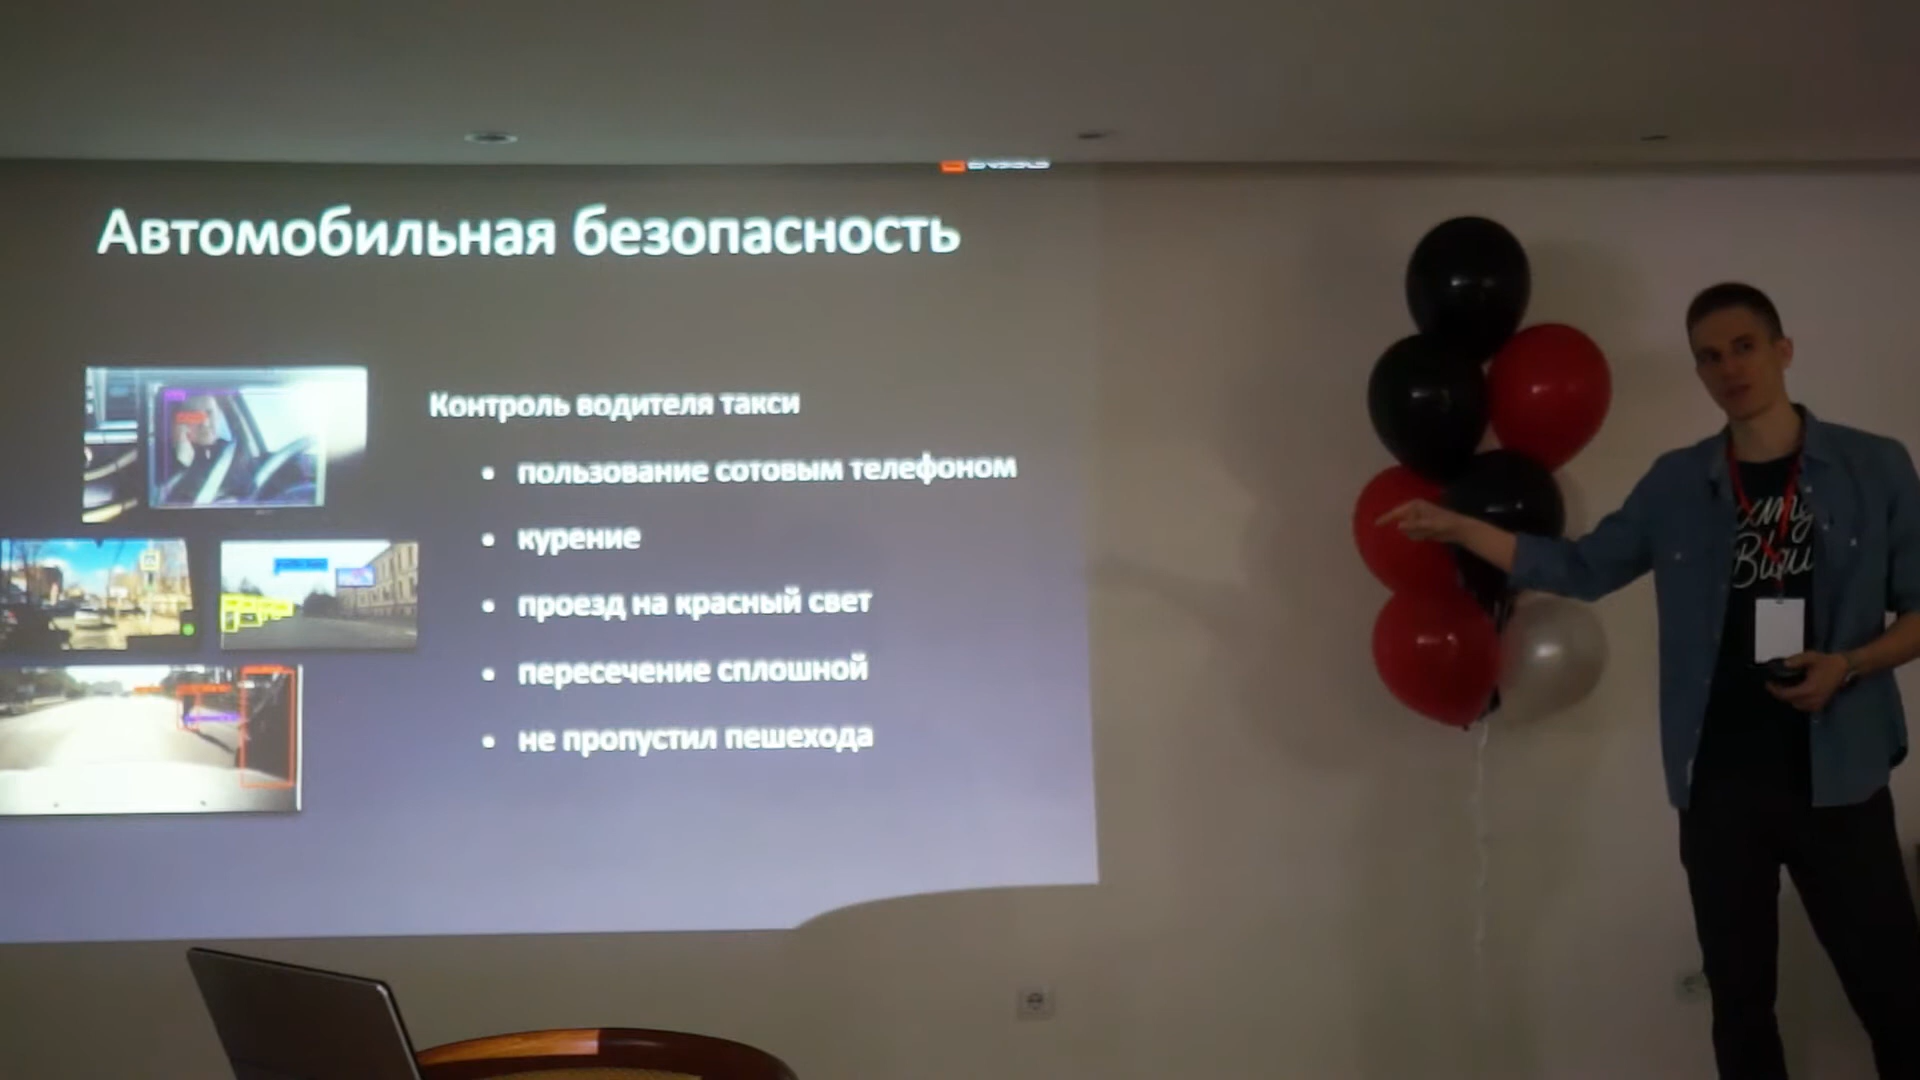 Автомобильная безопасность
Контроль водителя такси
• пользование сотовым телефоном
• курение
• проезд на красный свет
• пересечение сплошной
• не пропустил пешехода